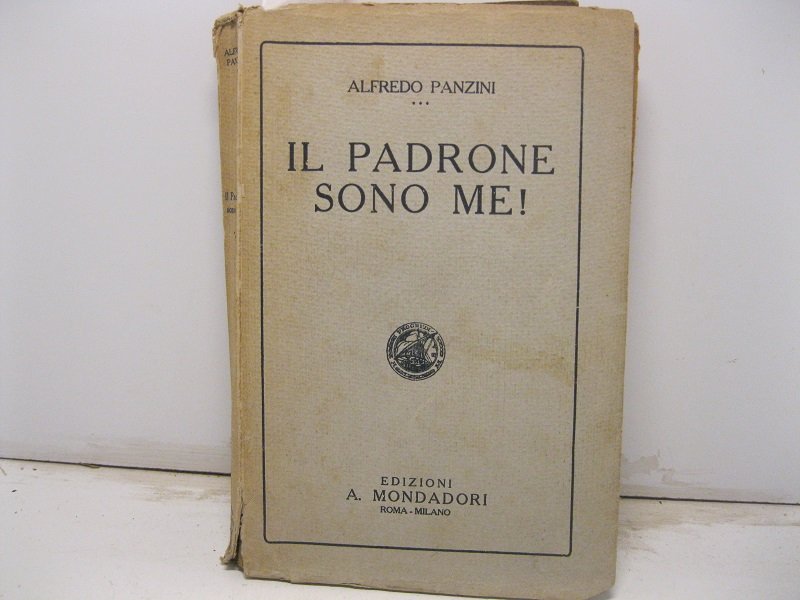 ALFREDO PANZINI
IL PADRONE
SONO ME!
EDIZIONI
A. MONDADORI
ROMA - MILANO